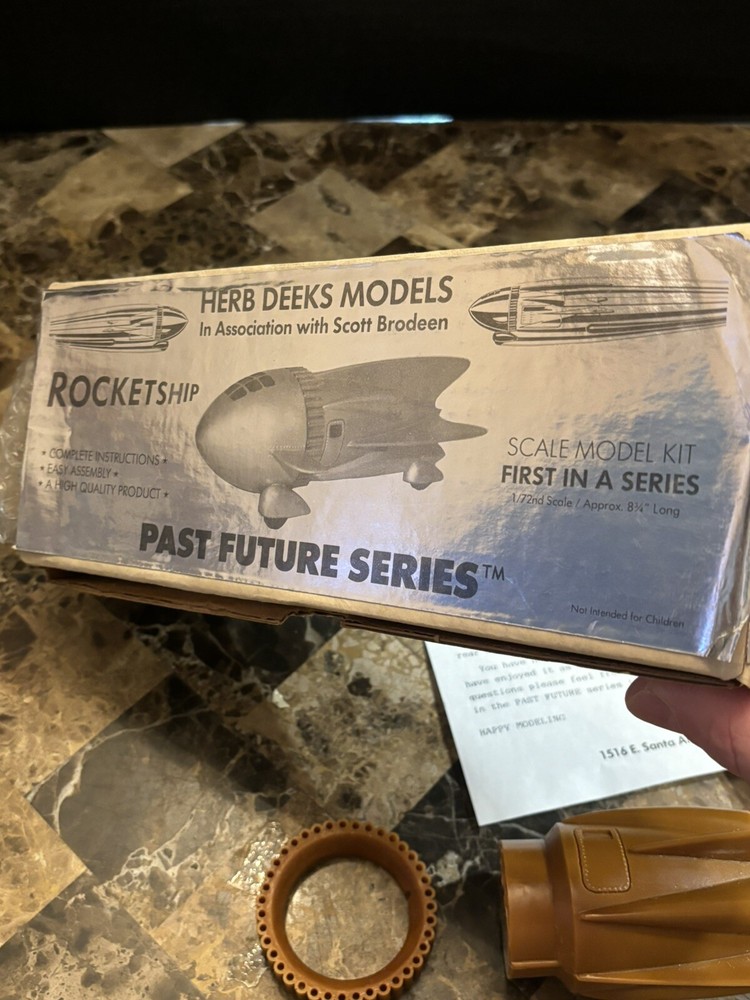 HERB DEEKS MODELS
In Association with Scott Brodeen
ROCKETSHIP
* COMPLETE INSTRUCTIONS *
* EASY ASSEMBLY *
* A HIGH QUALITY PRODUCT *
SCALE MODEL KIT
FIRST IN A SERIES
1/72nd Scale / Approx. 8¾" Long
PAST FUTURE SERIES™
Not Intended for Children
You have
have enjoyed it as
questions please feel
in the PAST FUTURE series
HAPPY MODELING
1516 E. Santa